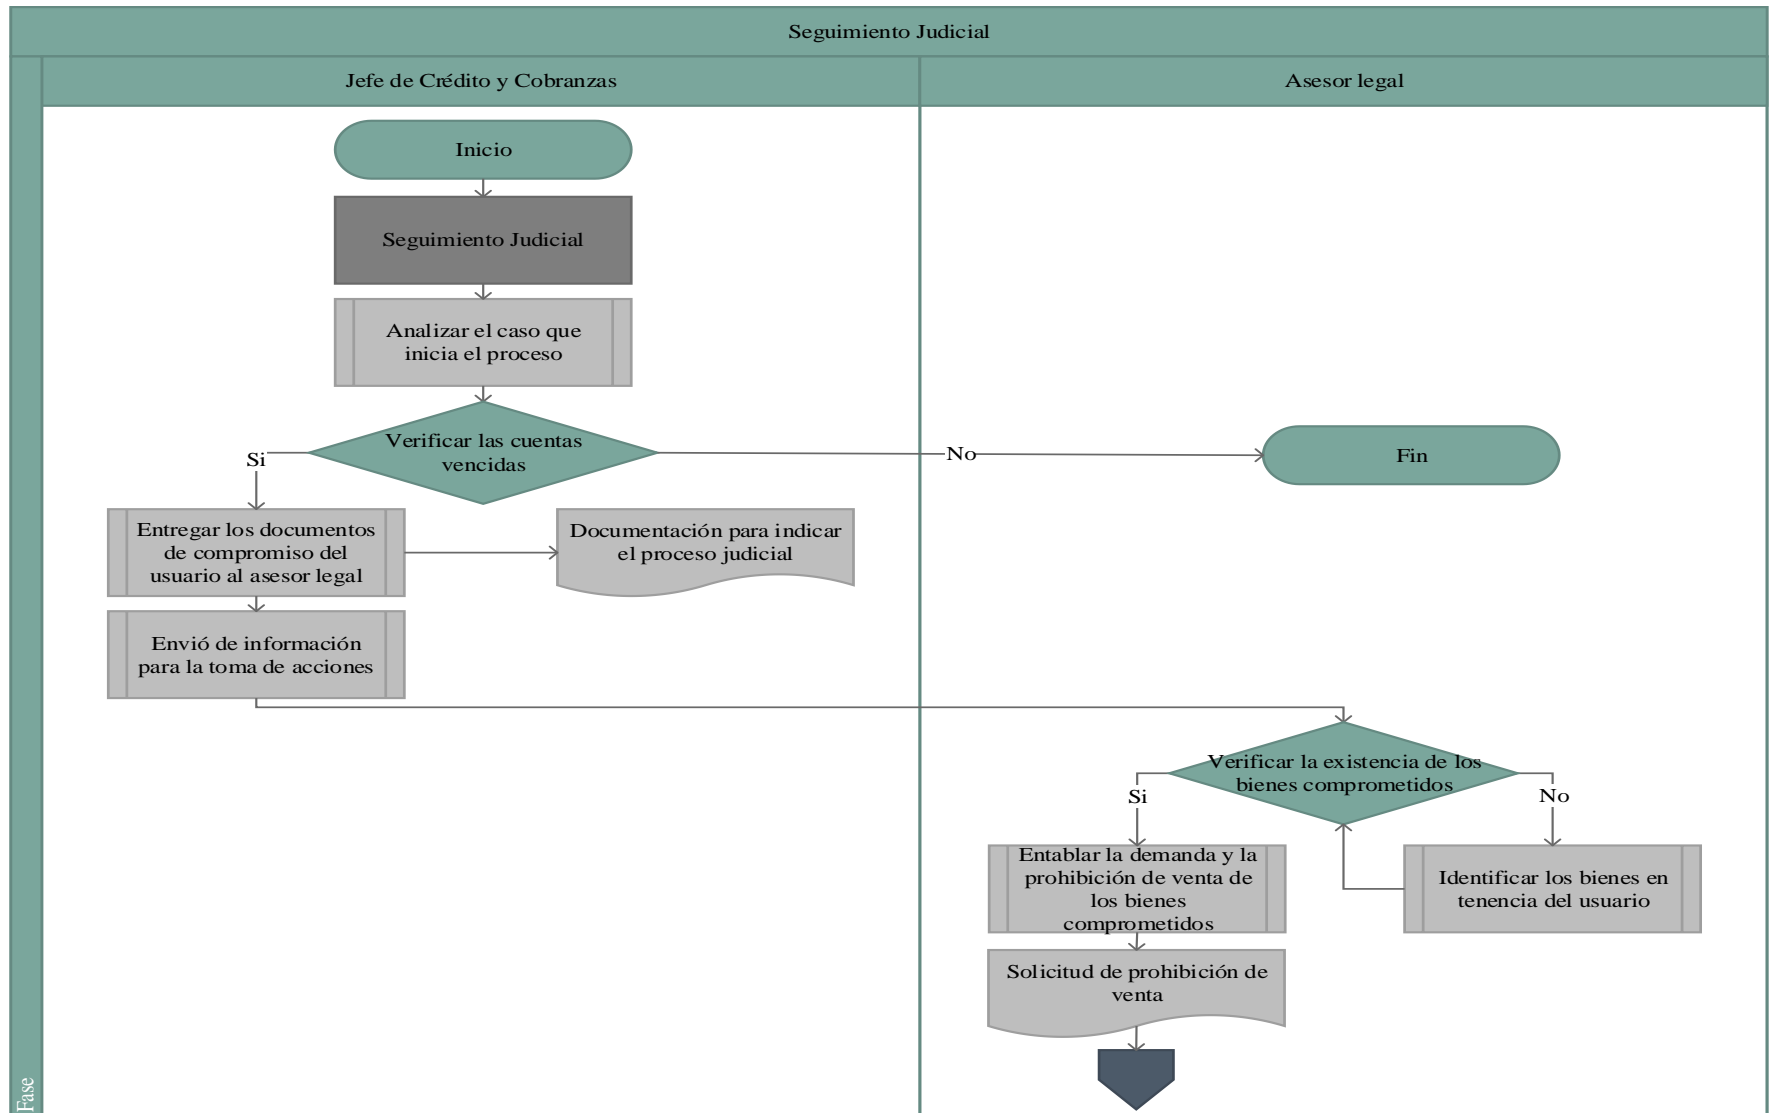 Seguimiento Judicial
Jefe de Crédito y Cobranzas
Asesor legal
Inicio
Seguimiento Judicial
Analizar el caso que
inicia el proceso
Verificar las cuentas
vencidas
Si
No
Fin
Entregar los documentos
de compromiso del
usuario al asesor legal
Documentación para indicar
el proceso judicial
Envió de información
para la toma de acciones
Verificar la existencia de los
bienes comprometidos
Si
No
Entablar la demanda y la
prohibición de venta de
los bienes
comprometidos
Identificar los bienes en
tenencia del usuario
Solicitud de prohibición de
venta
Fase